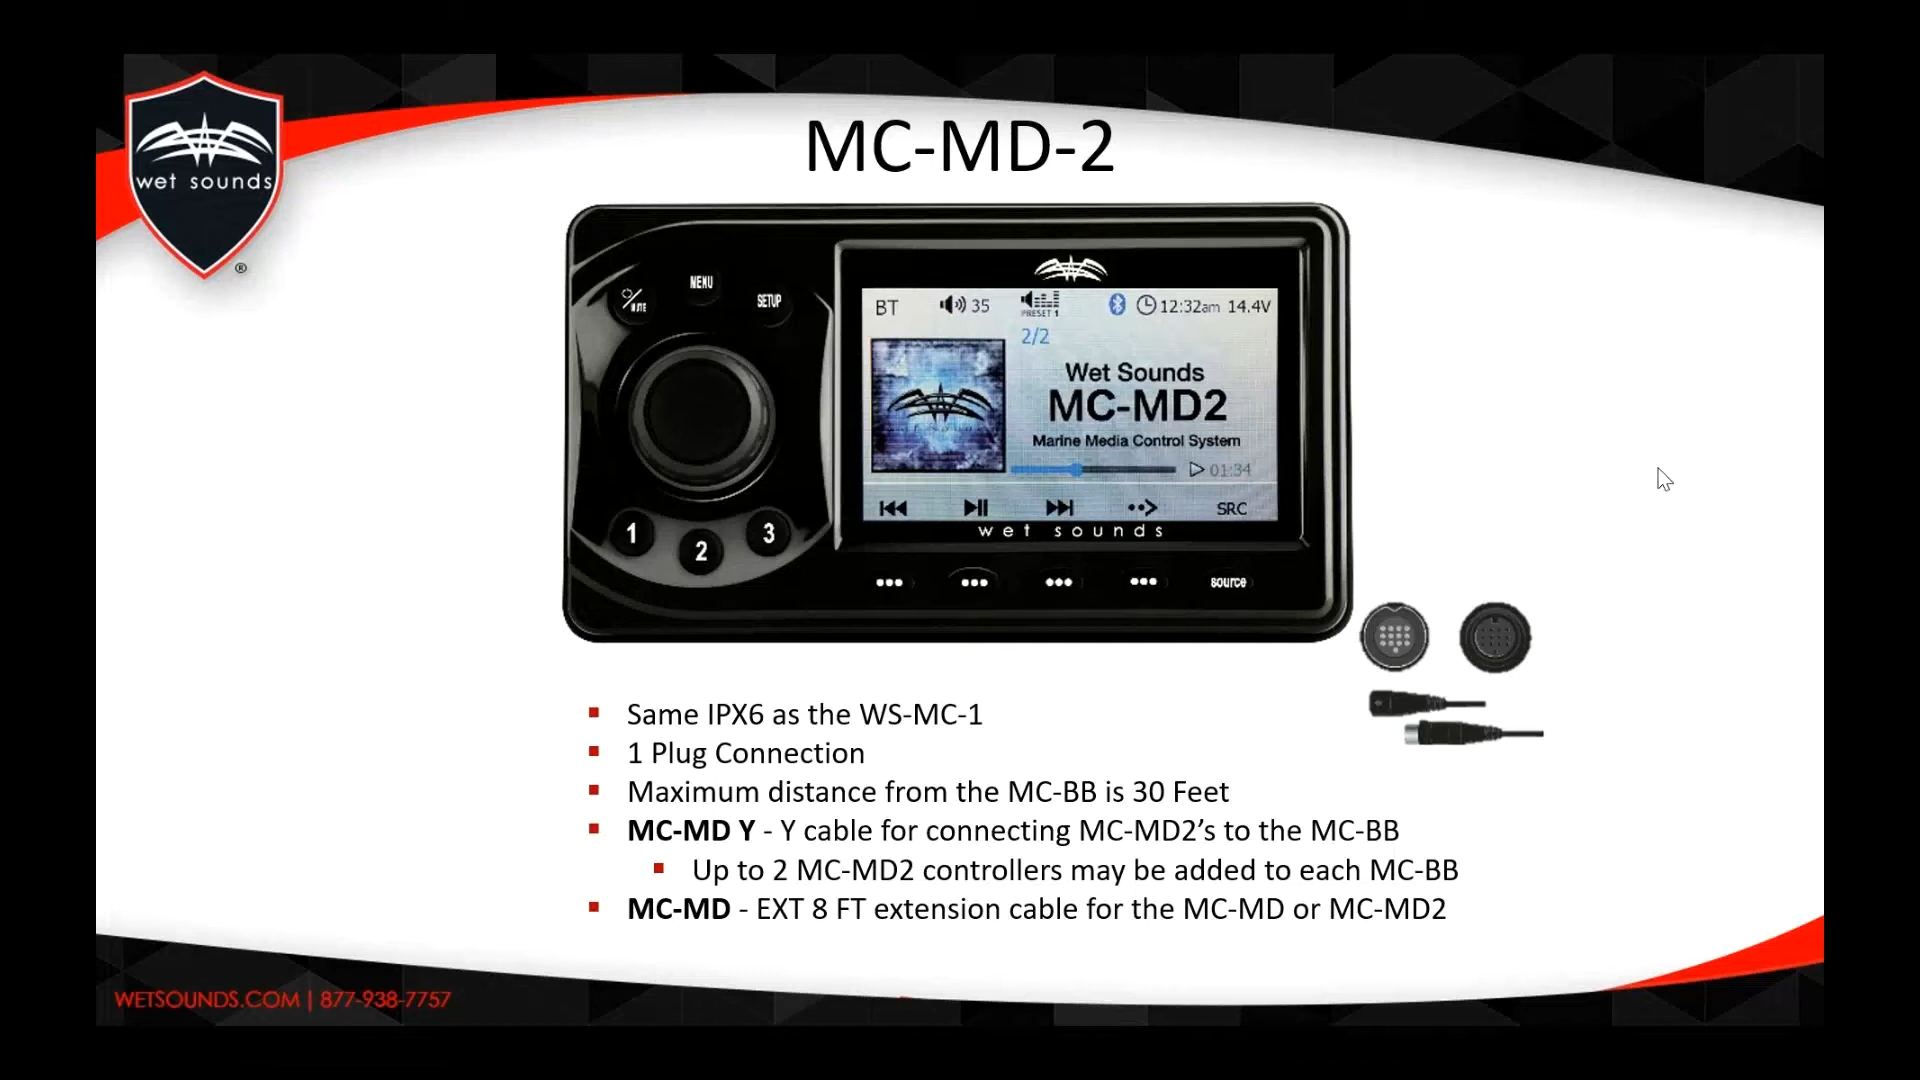 MC-MD-2
wet sounds
®
MENU
MUTE
SETUP
BT 35 PRESET 1 12:32am 14.4V
2/2
Wet Sounds
MC-MD2
Marine Media Control System
01:34
SRC
wet sounds
1 2 3
source
Same IPX6 as the WS-MC-1
1 Plug Connection
Maximum distance from the MC-BB is 30 Feet
MC-MD Y - Y cable for connecting MC-MD2’s to the MC-BB
Up to 2 MC-MD2 controllers may be added to each MC-BB
MC-MD - EXT 8 FT extension cable for the MC-MD or MC-MD2
WETSOUNDS.COM | 877-938-7757